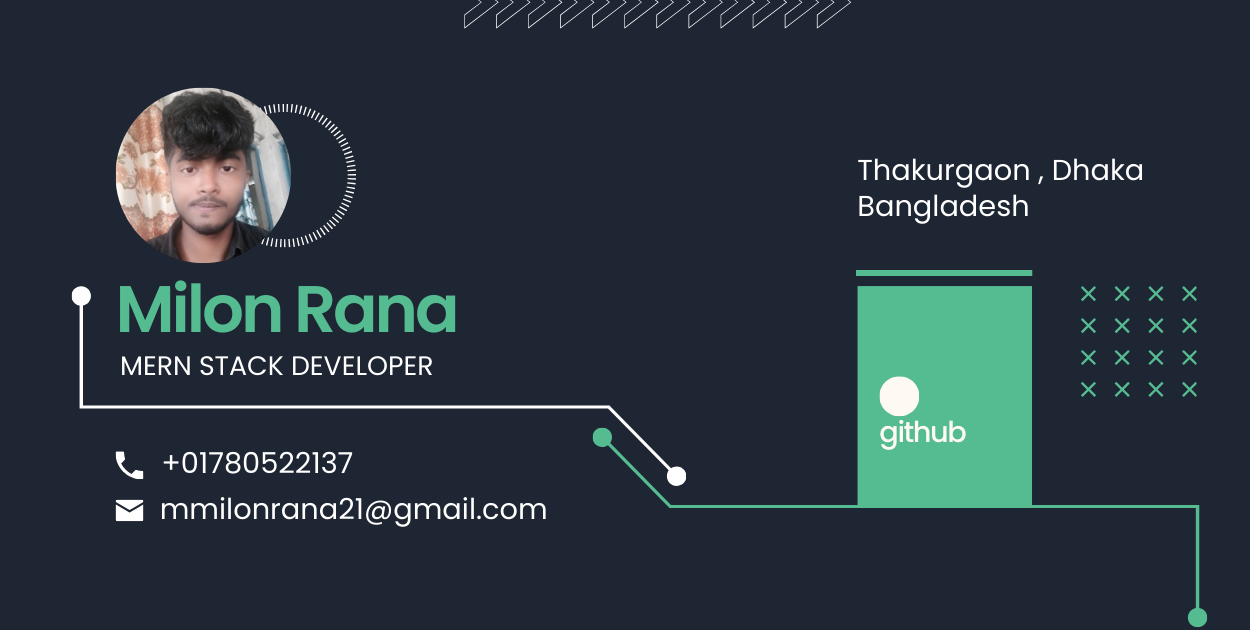 Thakurgaon , Dhaka
Bangladesh
Milon Rana
MERN STACK DEVELOPER
github
+01780522137
mmilonrana21@gmail.com